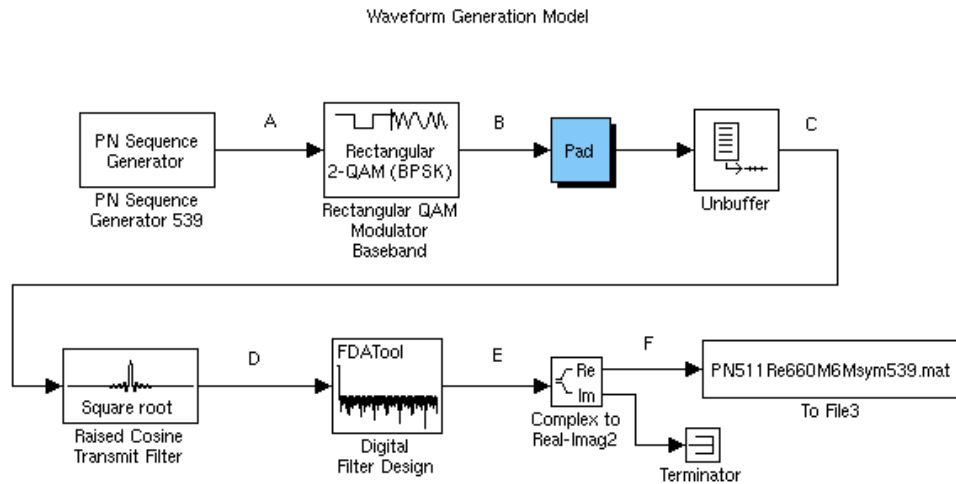 Waveform Generation Model
A
B
C
PN Sequence
Generator
PN Sequence
Generator 539
Rectangular
2-QAM (BPSK)
Rectangular QAM
Modulator
Baseband
Pad
Unbuffer
D
E
F
Square root
Raised Cosine
Transmit Filter
FDATool
Digital
Filter Design
Re
Im
Complex to
Real-Imag2
PN511Re660M6Msym539.mat
To File3
Terminator